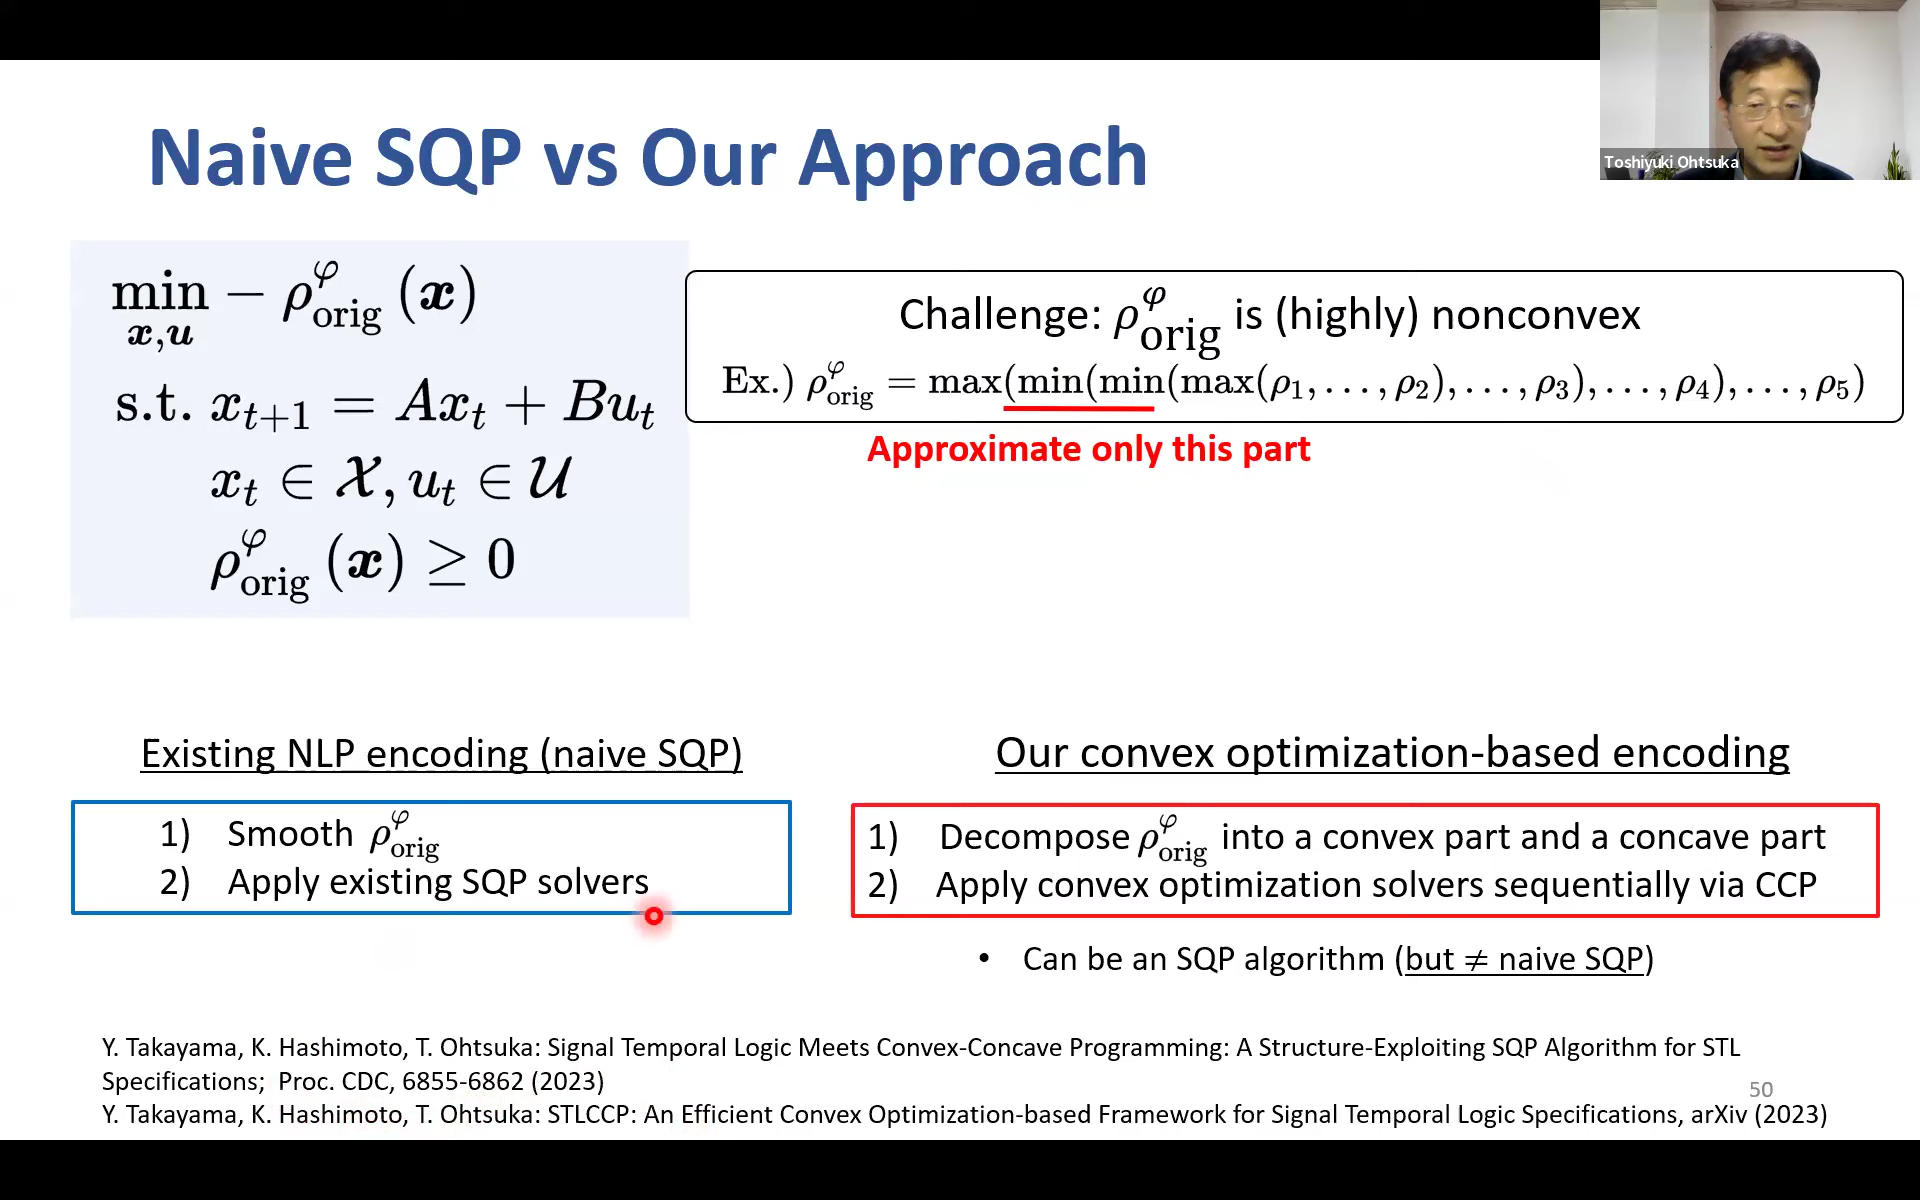 Toshiyuki Ohtsuka
Naive SQP vs Our Approach
min − ρ^φ_orig (x)
x,u
s.t. x_{t+1} = Ax_t + Bu_t
x_t ∈ 𝒳, u_t ∈ 𝒰
ρ^φ_orig (x) ≥ 0
Challenge: ρ^φ_orig is (highly) nonconvex
Ex.) ρ^φ_orig = max(min(min(max(ρ_1, . . . , ρ_2), . . . , ρ_3), . . . , ρ_4), . . . , ρ_5)
Approximate only this part
Existing NLP encoding (naive SQP)
1) Smooth ρ^φ_orig
2) Apply existing SQP solvers
Our convex optimization-based encoding
1) Decompose ρ^φ_orig into a convex part and a concave part
2) Apply convex optimization solvers sequentially via CCP
• Can be an SQP algorithm (but ≠ naive SQP)
Y. Takayama, K. Hashimoto, T. Ohtsuka: Signal Temporal Logic Meets Convex-Concave Programming: A Structure-Exploiting SQP Algorithm for STL
Specifications; Proc. CDC, 6855-6862 (2023)
50
Y. Takayama, K. Hashimoto, T. Ohtsuka: STLCCP: An Efficient Convex Optimization-based Framework for Signal Temporal Logic Specifications, arXiv (2023)